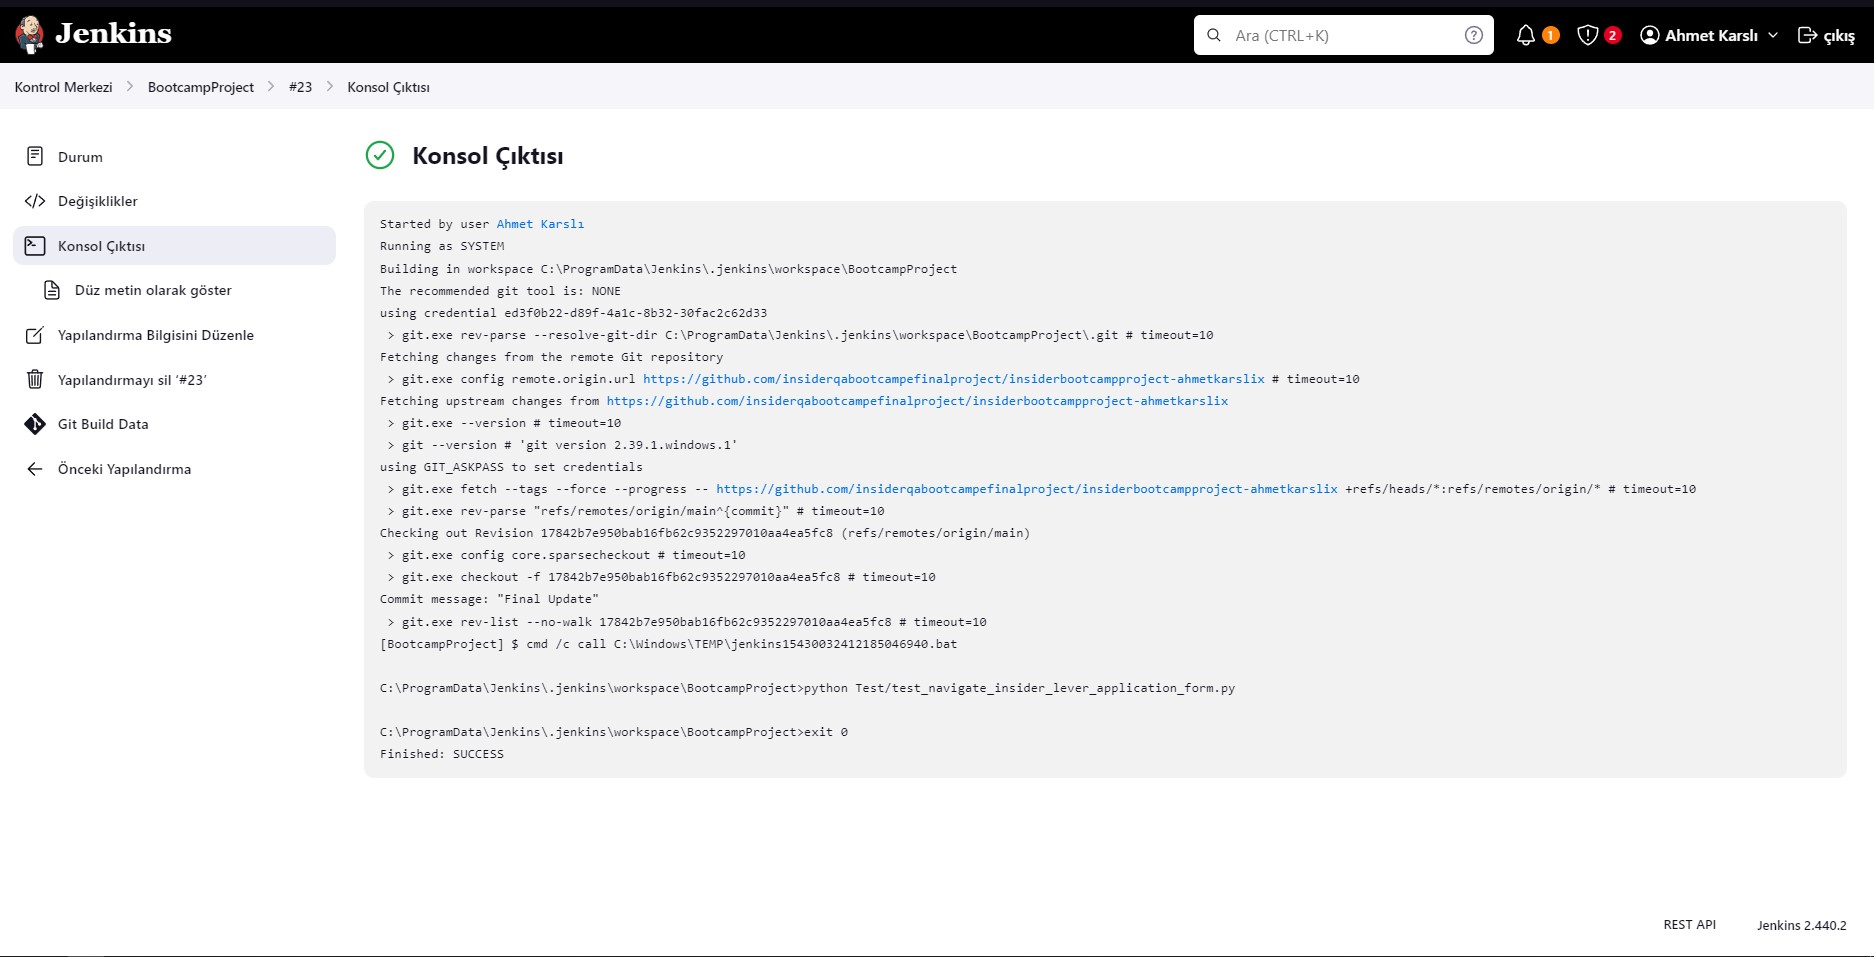 Jenkins
Ara (CTRL+K)
1
2
Ahmet Karslı
çıkış
Kontrol Merkezi
BootcampProject
#23
Konsol Çıktısı
Durum
Değişiklikler
Konsol Çıktısı
Düz metin olarak göster
Yapılandırma Bilgisini Düzenle
Yapılandırmayı sil ‘#23’
Git Build Data
Önceki Yapılandırma
Konsol Çıktısı
Started by user Ahmet Karslı
Running as SYSTEM
Building in workspace C:\ProgramData\Jenkins\.jenkins\workspace\BootcampProject
The recommended git tool is: NONE
using credential ed3f0b22-d89f-4a1c-8b32-30fac2c62d33
> git.exe rev-parse --resolve-git-dir C:\ProgramData\Jenkins\.jenkins\workspace\BootcampProject\.git # timeout=10
Fetching changes from the remote Git repository
> git.exe config remote.origin.url https://github.com/insiderqabootcampefinalproject/insiderbootcampproject-ahmetkarslix # timeout=10
Fetching upstream changes from https://github.com/insiderqabootcampefinalproject/insiderbootcampproject-ahmetkarslix
> git.exe --version # timeout=10
> git --version # 'git version 2.39.1.windows.1'
using GIT_ASKPASS to set credentials
> git.exe fetch --tags --force --progress -- https://github.com/insiderqabootcampefinalproject/insiderbootcampproject-ahmetkarslix +refs/heads/*:refs/remotes/origin/* # timeout=10
> git.exe rev-parse "refs/remotes/origin/main^{commit}" # timeout=10
Checking out Revision 17842b7e950bab16fb62c9352297010aa4ea5fc8 (refs/remotes/origin/main)
> git.exe config core.sparsecheckout # timeout=10
> git.exe checkout -f 17842b7e950bab16fb62c9352297010aa4ea5fc8 # timeout=10
Commit message: "Final Update"
> git.exe rev-list --no-walk 17842b7e950bab16fb62c9352297010aa4ea5fc8 # timeout=10
[BootcampProject] $ cmd /c call C:\Windows\TEMP\jenkins15430032412185046940.bat
C:\ProgramData\Jenkins\.jenkins\workspace\BootcampProject>python Test/test_navigate_insider_lever_application_form.py
C:\ProgramData\Jenkins\.jenkins\workspace\BootcampProject>exit 0
Finished: SUCCESS
REST API
Jenkins 2.440.2